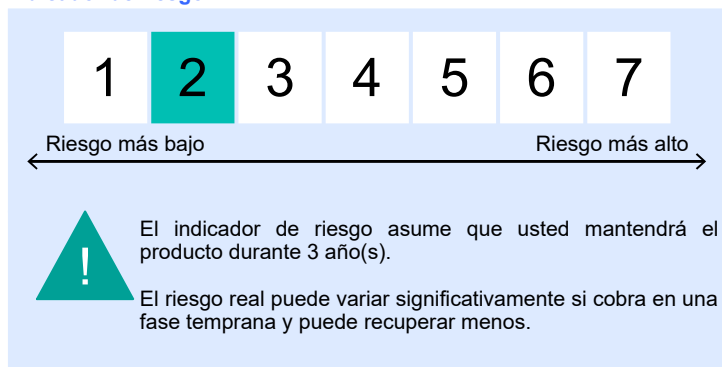 1 2 3 4 5 6 7
Riesgo más bajo Riesgo más alto
! El indicador de riesgo asume que usted mantendrá el
producto durante 3 año(s).
El riesgo real puede variar significativamente si cobra en una
fase temprana y puede recuperar menos.